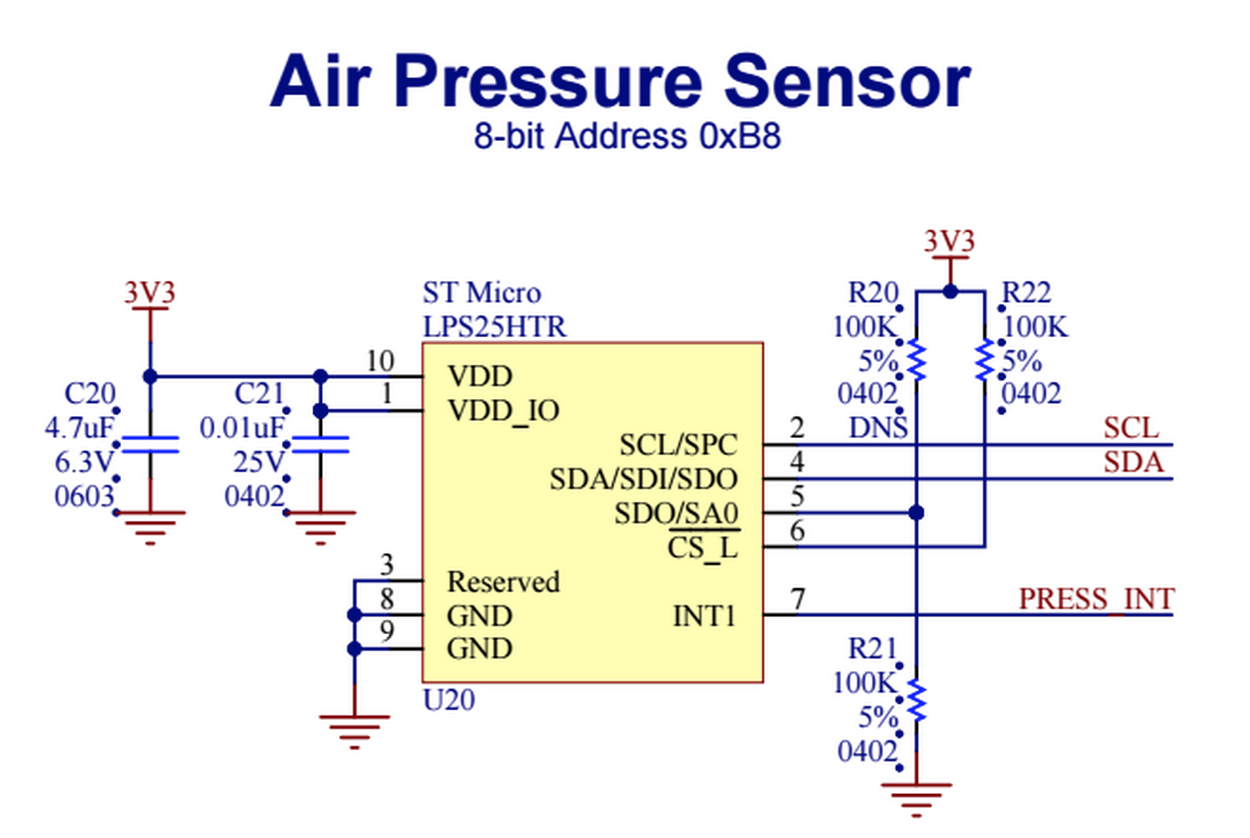 Air Pressure Sensor
8-bit Address 0xB8
3V3
C20
4.7uF
6.3V
0603
C21
0.01uF
25V
0402
ST Micro
LPS25HTR
10
VDD
1
VDD_IO
3
Reserved
8
GND
9
GND
U20
SCL/SPC
2
SDA/SDI/SDO
4
SDO/SA0
5
CS_L
6
INT1
7
3V3
R20
100K
5%
0402
DNS
R22
100K
5%
0402
SCL
SDA
PRESS_INT
R21
100K
5%
0402